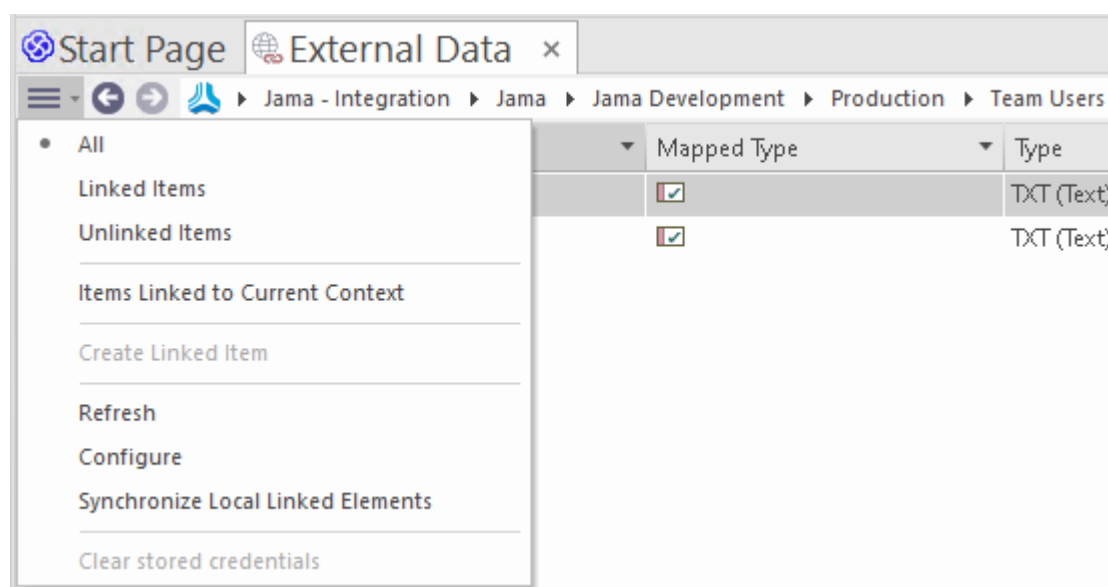 Start Page External Data ×
Jama - Integration Jama Jama Development Production Team Users
All Mapped Type Type
Linked Items TXT (Text)
Unlinked Items TXT (Text)
Items Linked to Current Context
Create Linked Item
Refresh
Configure
Synchronize Local Linked Elements
Clear stored credentials